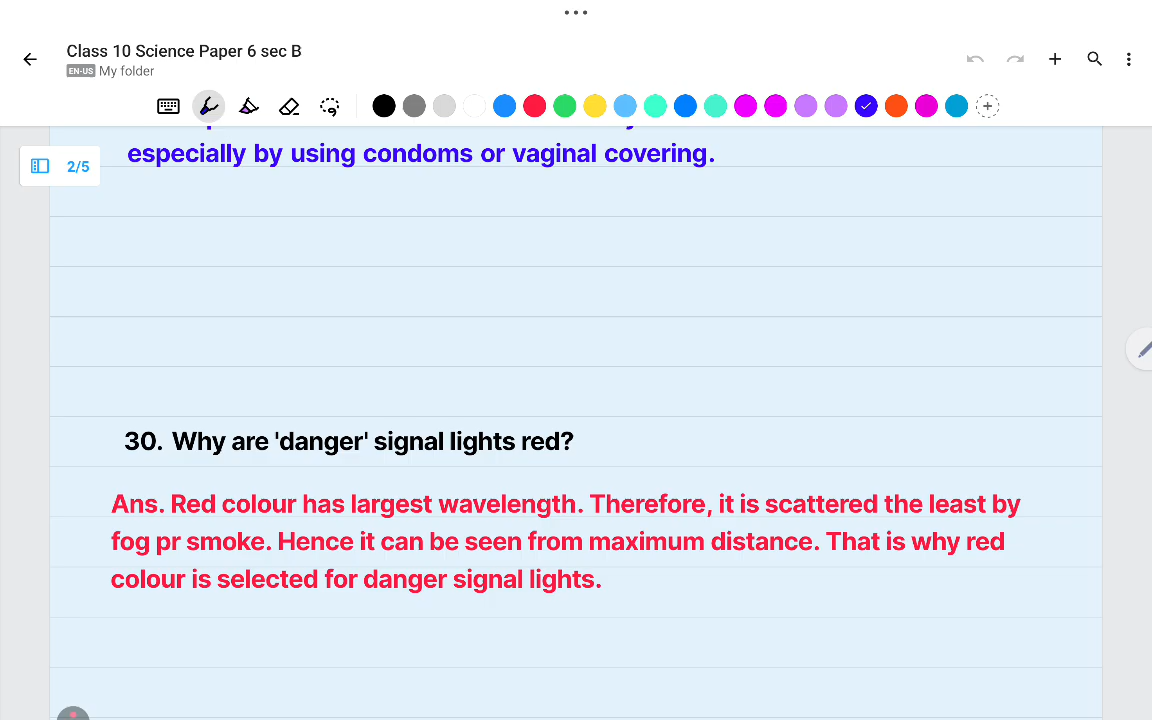 Class 10 Science Paper 6 sec B
EN-US My folder
especially by using condoms or vaginal covering.
2/5
30. Why are 'danger' signal lights red?
Ans. Red colour has largest wavelength. Therefore, it is scattered the least by
fog pr smoke. Hence it can be seen from maximum distance. That is why red
colour is selected for danger signal lights.